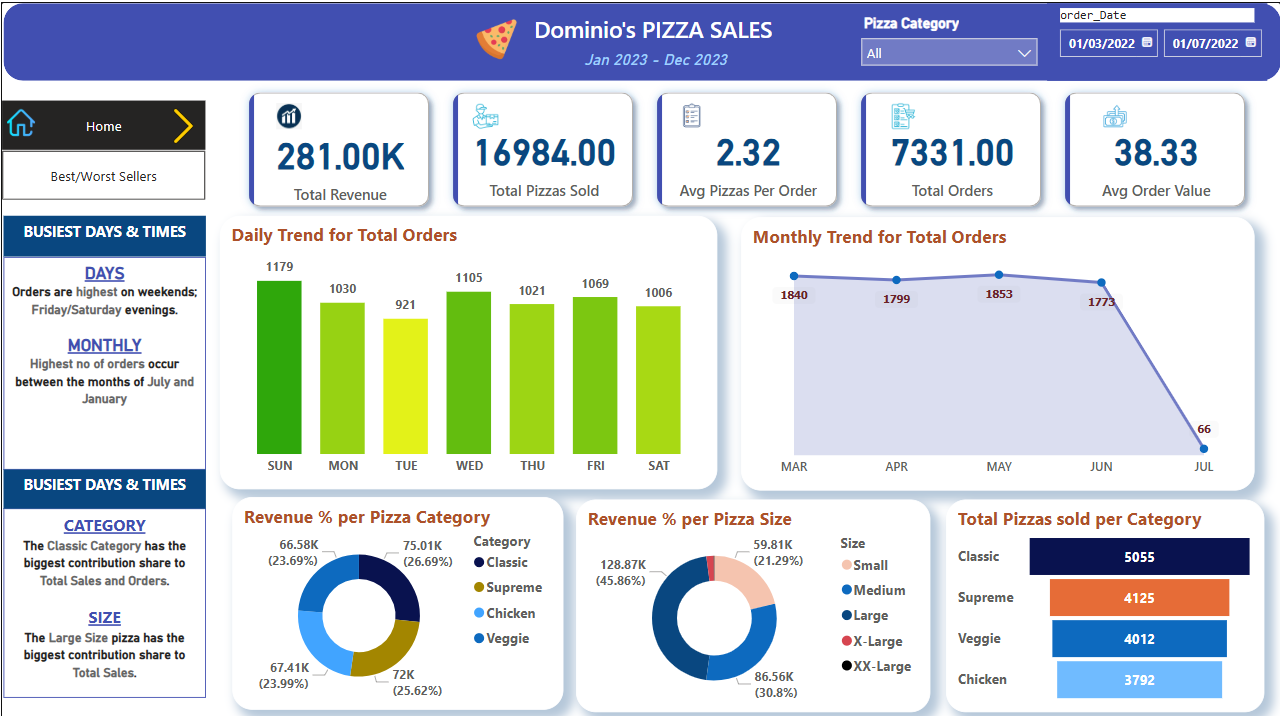 Dominio's PIZZA SALES
Jan 2023 - Dec 2023
Pizza Category
All
order_Date
01/03/2022
01/07/2022
Home
Best/Worst Sellers
281.00K
Total Revenue
16984.00
Total Pizzas Sold
2.32
Avg Pizzas Per Order
7331.00
Total Orders
38.33
Avg Order Value
BUSIEST DAYS & TIMES
DAYS
Orders are highest on weekends;
Friday/Saturday evenings.
MONTHLY
Highest no of orders occur
between the months of July and
January
BUSIEST DAYS & TIMES
CATEGORY
The Classic Category has the
biggest contribution share to
Total Sales and Orders.
SIZE
The Large Size pizza has the
biggest contribution share to
Total Sales.
Daily Trend for Total Orders
1179
1030
921
1105
1021
1069
1006
SUN
MON
TUE
WED
THU
FRI
SAT
Monthly Trend for Total Orders
1840
1799
1853
1773
66
MAR
APR
MAY
JUN
JUL
Revenue % per Pizza Category
66.58K
(23.69%)
75.01K
(26.69%)
67.41K
(23.99%)
72K
(25.62%)
Category
Classic
Supreme
Chicken
Veggie
Revenue % per Pizza Size
59.81K
(21.29%)
128.87K
(45.86%)
86.56K
(30.8%)
Size
Small
Medium
Large
X-Large
XX-Large
Total Pizzas sold per Category
Classic 5055
Supreme 4125
Veggie 4012
Chicken 3792